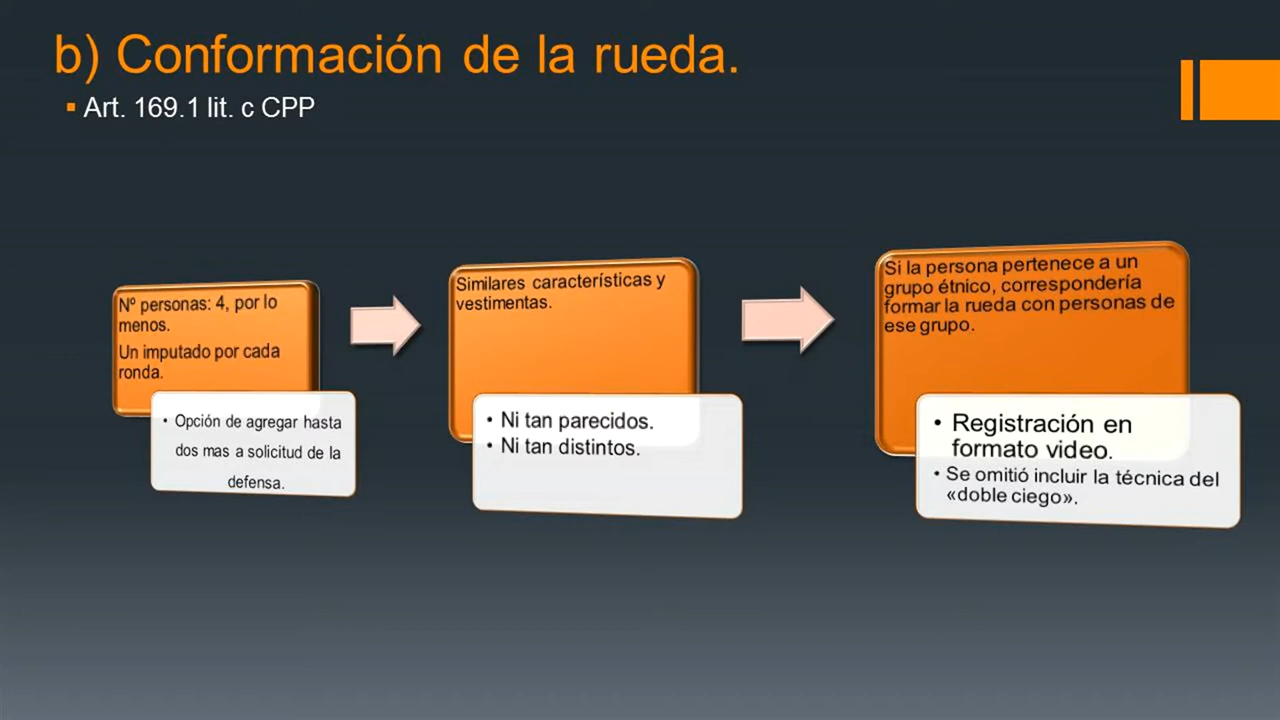 b) Conformación de la rueda.
Art. 169.1 lit. c CPP
Nº personas: 4, por lo
menos.
Un imputado por cada
ronda.
• Opción de agregar hasta
dos mas a solicitud de la
defensa.
Similares características y
vestimentas.
• Ni tan parecidos.
• Ni tan distintos.
Si la persona pertenece a un
grupo étnico, correspondería
formar la rueda con personas de
ese grupo.
• Registración en
formato video.
• Se omitió incluir la técnica del
«doble ciego».